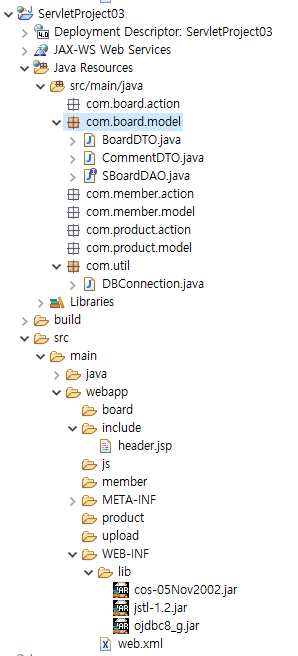 ServletProject03
Deployment Descriptor: ServletProject03
JAX-WS Web Services
Java Resources
src/main/java
com.board.action
com.board.model
BoardDTO.java
CommentDTO.java
SBoardDAO.java
com.member.action
com.member.model
com.product.action
com.product.model
com.util
DBConnection.java
Libraries
build
src
main
java
webapp
board
include
header.jsp
js
member
META-INF
product
upload
WEB-INF
lib
cos-05Nov2002.jar
jstl-1.2.jar
ojdbc8_g.jar
web.xml